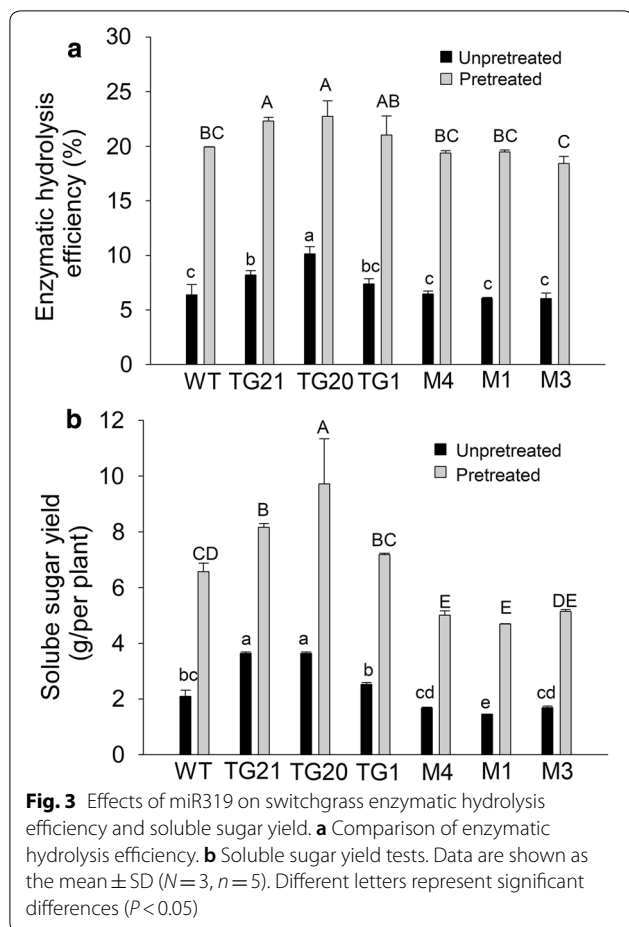 a
30
25
20
15
10
5
0
Enzymatic hydrolysis
efficiency (%)
Unpretreated
Pretreated
BC
A
A
AB
BC
BC
C
c
b
a
bc
c
c
c
WT TG21 TG20 TG1 M4 M1 M3
b
12
10
8
6
4
2
0
Solube sugar yield
(g/per plant)
Unpretreated
Pretreated
CD
B
A
BC
E
E
DE
bc
a
a
b
cd
e
cd
WT TG21 TG20 TG1 M4 M1 M3
Fig. 3 Effects of miR319 on switchgrass enzymatic hydrolysis
efficiency and soluble sugar yield. a Comparison of enzymatic
hydrolysis efficiency. b Soluble sugar yield tests. Data are shown as
the mean ± SD (N = 3, n = 5). Different letters represent significant
differences (P < 0.05)